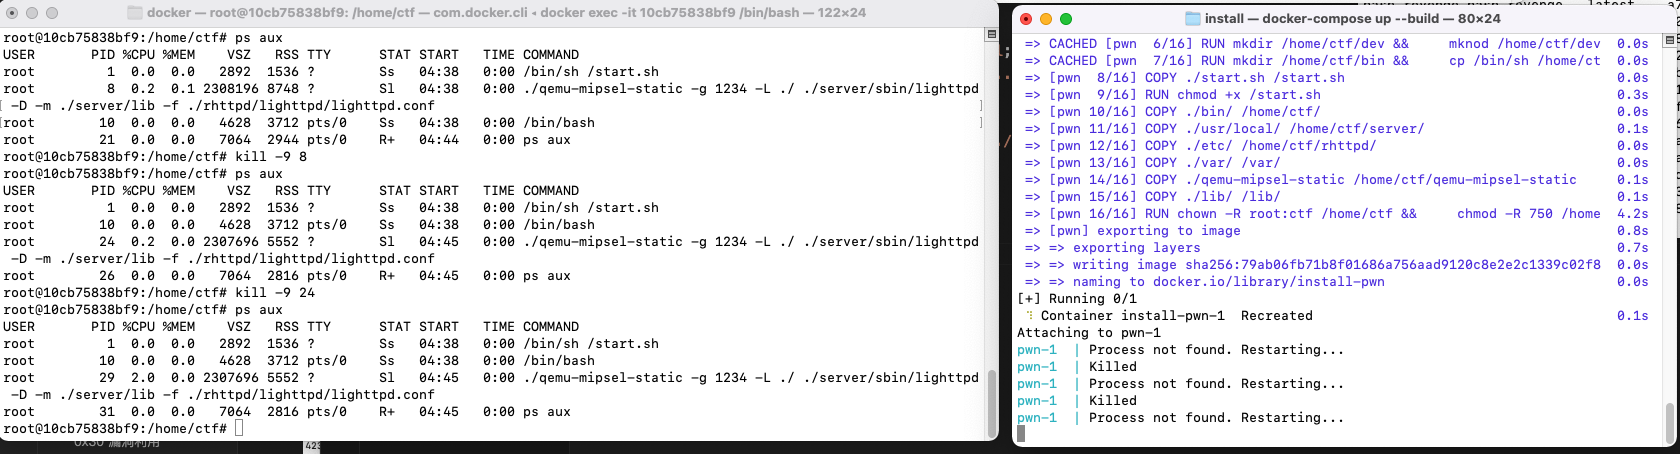 docker — root@10cb75838bf9: /home/ctf — com.docker.cli ◂ docker exec -it 10cb75838bf9 /bin/bash — 122×24
root@10cb75838bf9:/home/ctf# ps aux
USER PID %CPU %MEM VSZ RSS TTY STAT START TIME COMMAND
root 1 0.0 0.0 2892 1536 ? Ss 04:38 0:00 /bin/sh /start.sh
root 8 0.2 0.1 2308196 8748 ? Sl 04:38 0:00 ./qemu-mipsel-static -g 1234 -L ./ ./server/sbin/lighttpd
[ -D -m ./server/lib -f ./rhttpd/lighttpd/lighttpd.conf ]
[root 10 0.0 0.0 4628 3712 pts/0 Ss 04:38 0:00 /bin/bash ]
root 21 0.0 0.0 7064 2944 pts/0 R+ 04:44 0:00 ps aux
root@10cb75838bf9:/home/ctf# kill -9 8
root@10cb75838bf9:/home/ctf# ps aux
USER PID %CPU %MEM VSZ RSS TTY STAT START TIME COMMAND
root 1 0.0 0.0 2892 1536 ? Ss 04:38 0:00 /bin/sh /start.sh
root 10 0.0 0.0 4628 3712 pts/0 Ss 04:38 0:00 /bin/bash
root 24 0.2 0.0 2307696 5552 ? Sl 04:45 0:00 ./qemu-mipsel-static -g 1234 -L ./ ./server/sbin/lighttpd
-D -m ./server/lib -f ./rhttpd/lighttpd/lighttpd.conf
root 26 0.0 0.0 7064 2816 pts/0 R+ 04:45 0:00 ps aux
root@10cb75838bf9:/home/ctf# kill -9 24
root@10cb75838bf9:/home/ctf# ps aux
USER PID %CPU %MEM VSZ RSS TTY STAT START TIME COMMAND
root 1 0.0 0.0 2892 1536 ? Ss 04:38 0:00 /bin/sh /start.sh
root 10 0.0 0.0 4628 3712 pts/0 Ss 04:38 0:00 /bin/bash
root 29 2.0 0.0 2307696 5552 ? Sl 04:45 0:00 ./qemu-mipsel-static -g 1234 -L ./ ./server/sbin/lighttpd
-D -m ./server/lib -f ./rhttpd/lighttpd/lighttpd.conf
root 31 0.0 0.0 7064 2816 pts/0 R+ 04:45 0:00 ps aux
root@10cb75838bf9:/home/ctf#
install — docker-compose up --build — 80×24
=> CACHED [pwn 6/16] RUN mkdir /home/ctf/dev && mknod /home/ctf/dev 0.0s
=> CACHED [pwn 7/16] RUN mkdir /home/ctf/bin && cp /bin/sh /home/ct 0.0s
=> [pwn 8/16] COPY ./start.sh /start.sh 0.0s
=> [pwn 9/16] RUN chmod +x /start.sh 0.3s
=> [pwn 10/16] COPY ./bin/ /home/ctf/ 0.0s
=> [pwn 11/16] COPY ./usr/local/ /home/ctf/server/ 0.1s
=> [pwn 12/16] COPY ./etc/ /home/ctf/rhttpd/ 0.0s
=> [pwn 13/16] COPY ./var/ /var/ 0.0s
=> [pwn 14/16] COPY ./qemu-mipsel-static /home/ctf/qemu-mipsel-static 0.1s
=> [pwn 15/16] COPY ./lib/ /lib/ 0.1s
=> [pwn 16/16] RUN chown -R root:ctf /home/ctf && chmod -R 750 /home 4.2s
=> [pwn] exporting to image 0.8s
=> => exporting layers 0.7s
=> => writing image sha256:79ab06fb71b8f01686a756aad9120c8e2e2c1339c02f8 0.0s
=> => naming to docker.io/library/install-pwn 0.0s
[+] Running 0/1
⠹ Container install-pwn-1 Recreated 0.1s
Attaching to pwn-1
pwn-1 | Process not found. Restarting...
pwn-1 | Killed
pwn-1 | Process not found. Restarting...
pwn-1 | Killed
pwn-1 | Process not found. Restarting...